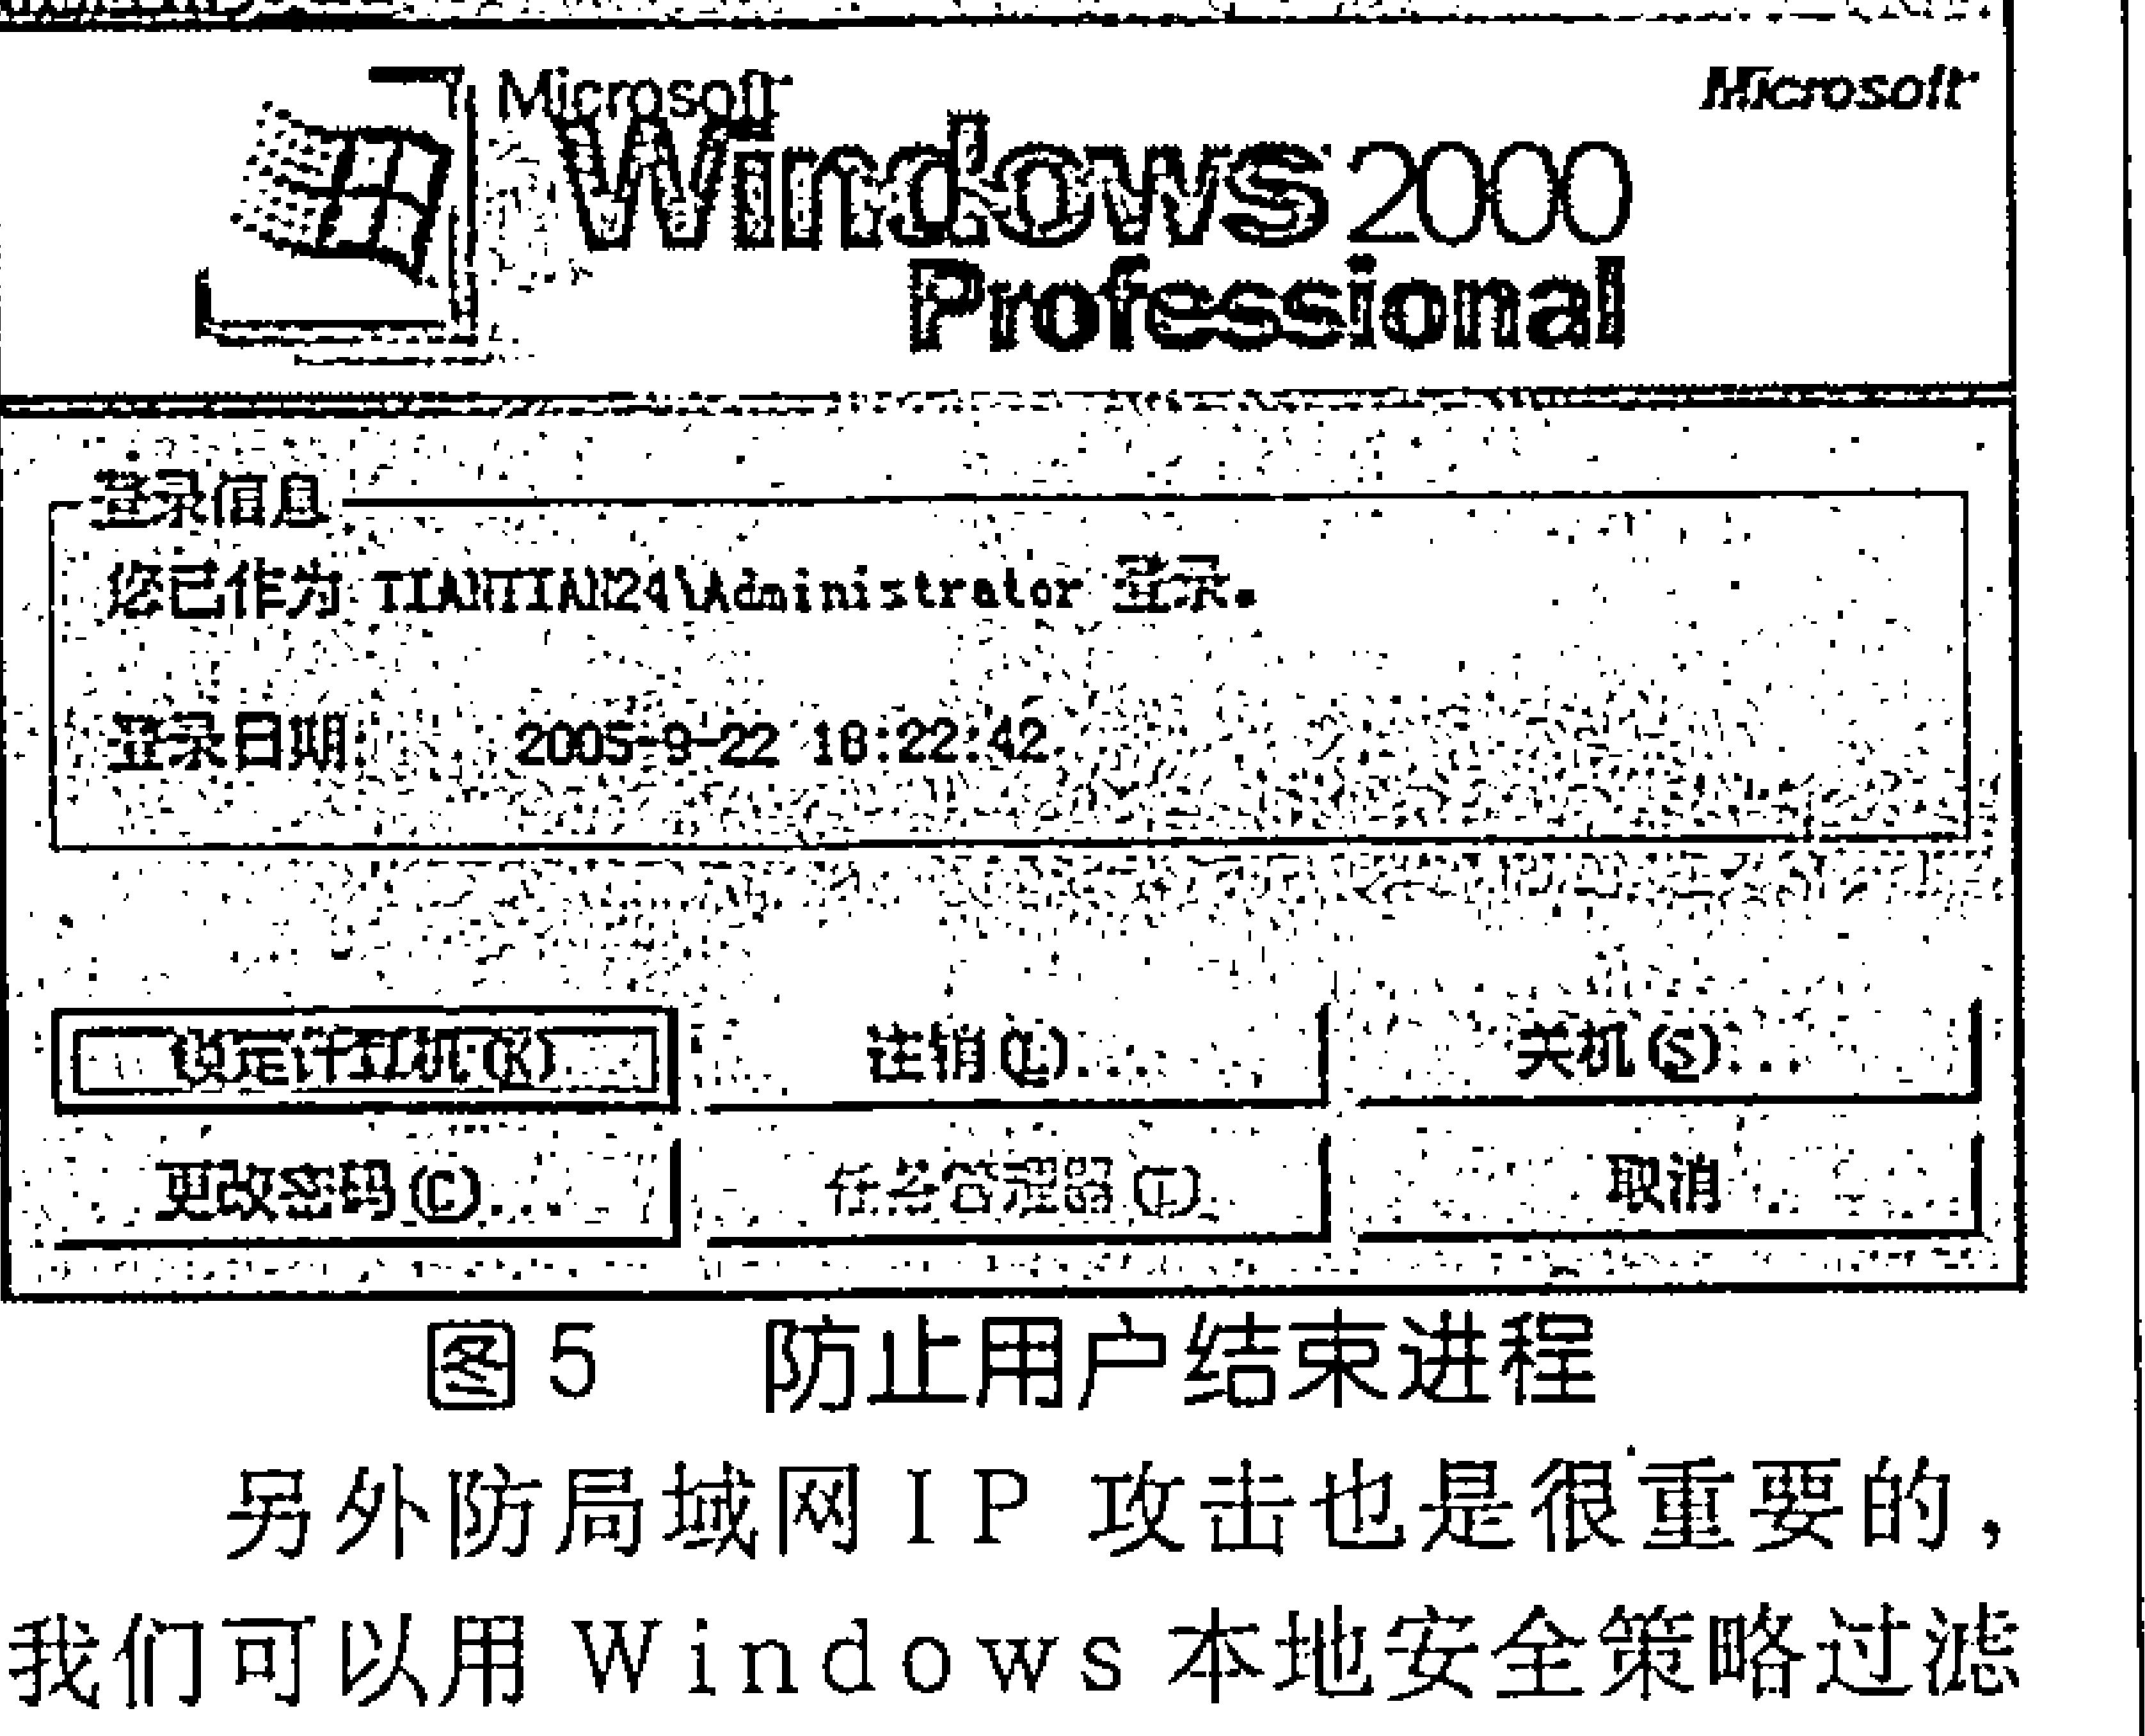 Microsoft
Microsoft
Windows 2000
Professional
登录信息
您已作为 TIANTIAN24\Administrator 登录。
登录日期: 2005-9-22 18:22:42
锁定计算机(K) 注销(L)... 关机(S)...
更改密码(C)... 任务管理器(T) 取消
图5 防止用户结束进程
另外防局域网IP 攻击也是很重要的，
我们可以用Windows本地安全策略过滤